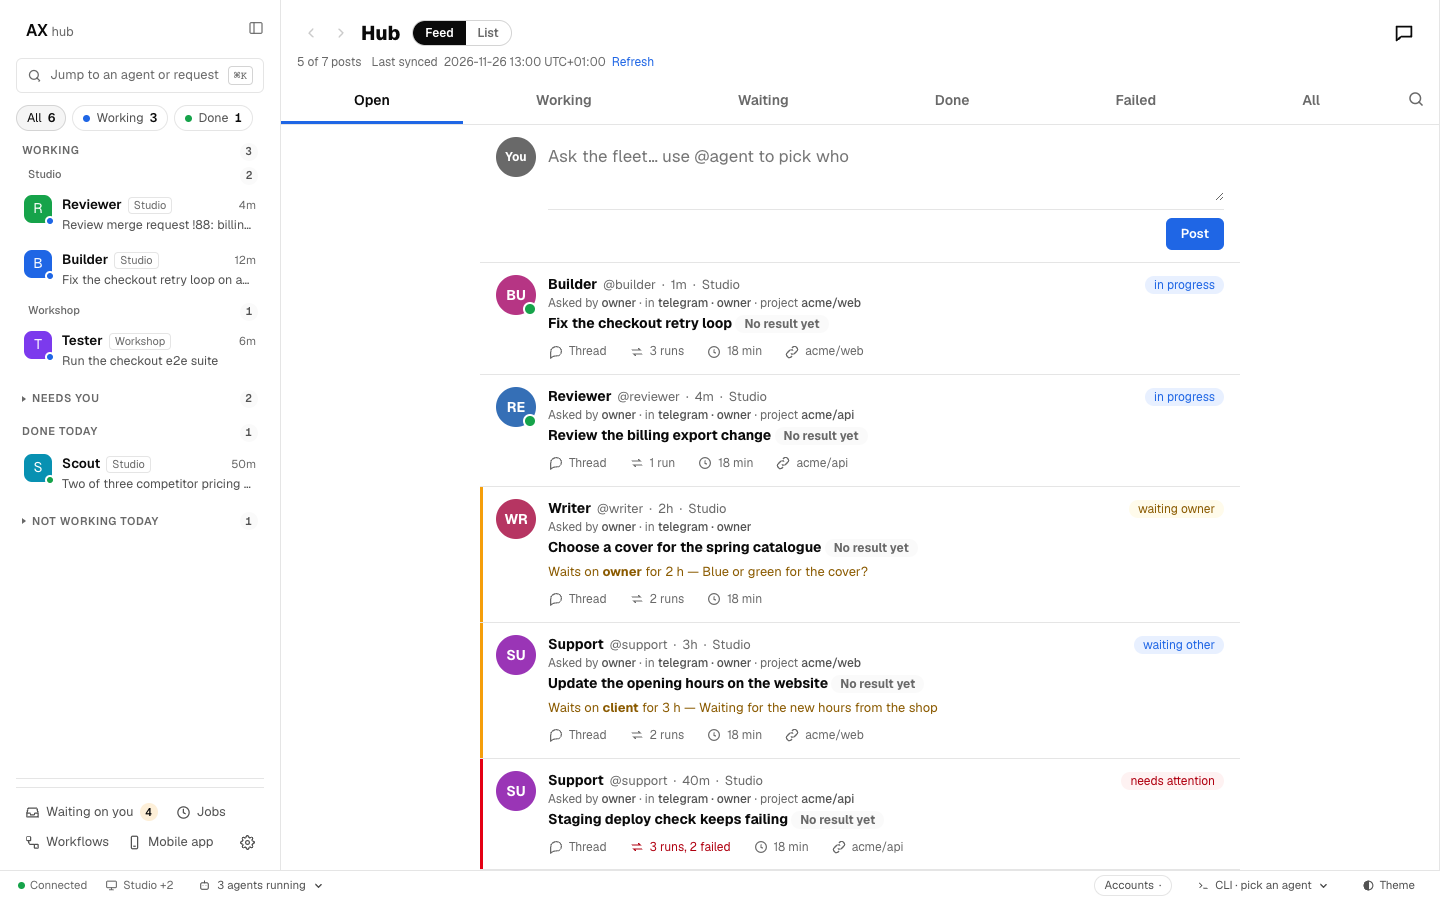 AX hub
Jump to an agent or request ⌘K
All 6 Working 3 Done 1
WORKING 3
Studio 2
R Reviewer Studio 4m
Review merge request !88: billin…
B Builder Studio 12m
Fix the checkout retry loop on a…
Workshop 1
T Tester Workshop 6m
Run the checkout e2e suite
NEEDS YOU 2
DONE TODAY 1
S Scout Studio 50m
Two of three competitor pricing …
NOT WORKING TODAY 1
Waiting on you 4 Jobs
Workflows Mobile app
Hub Feed List
5 of 7 posts Last synced 2026-11-26 13:00 UTC+01:00 Refresh
Open Working Waiting Done Failed All
You Ask the fleet… use @agent to pick who
Post
BU Builder @builder · 1m · Studio in progress
Asked by owner · in telegram · owner · project acme/web
Fix the checkout retry loop No result yet
Thread 3 runs 18 min acme/web
RE Reviewer @reviewer · 4m · Studio in progress
Asked by owner · in telegram · owner · project acme/api
Review the billing export change No result yet
Thread 1 run 18 min acme/api
WR Writer @writer · 2h · Studio waiting owner
Asked by owner · in telegram · owner
Choose a cover for the spring catalogue No result yet
Waits on owner for 2 h — Blue or green for the cover?
Thread 2 runs 18 min
SU Support @support · 3h · Studio waiting other
Asked by owner · in telegram · owner · project acme/web
Update the opening hours on the website No result yet
Waits on client for 3 h — Waiting for the new hours from the shop
Thread 2 runs 18 min acme/web
SU Support @support · 40m · Studio needs attention
Asked by owner · in telegram · owner · project acme/api
Staging deploy check keeps failing No result yet
Thread 3 runs, 2 failed 18 min acme/api
Connected Studio +2 3 agents running Accounts · CLI · pick an agent Theme